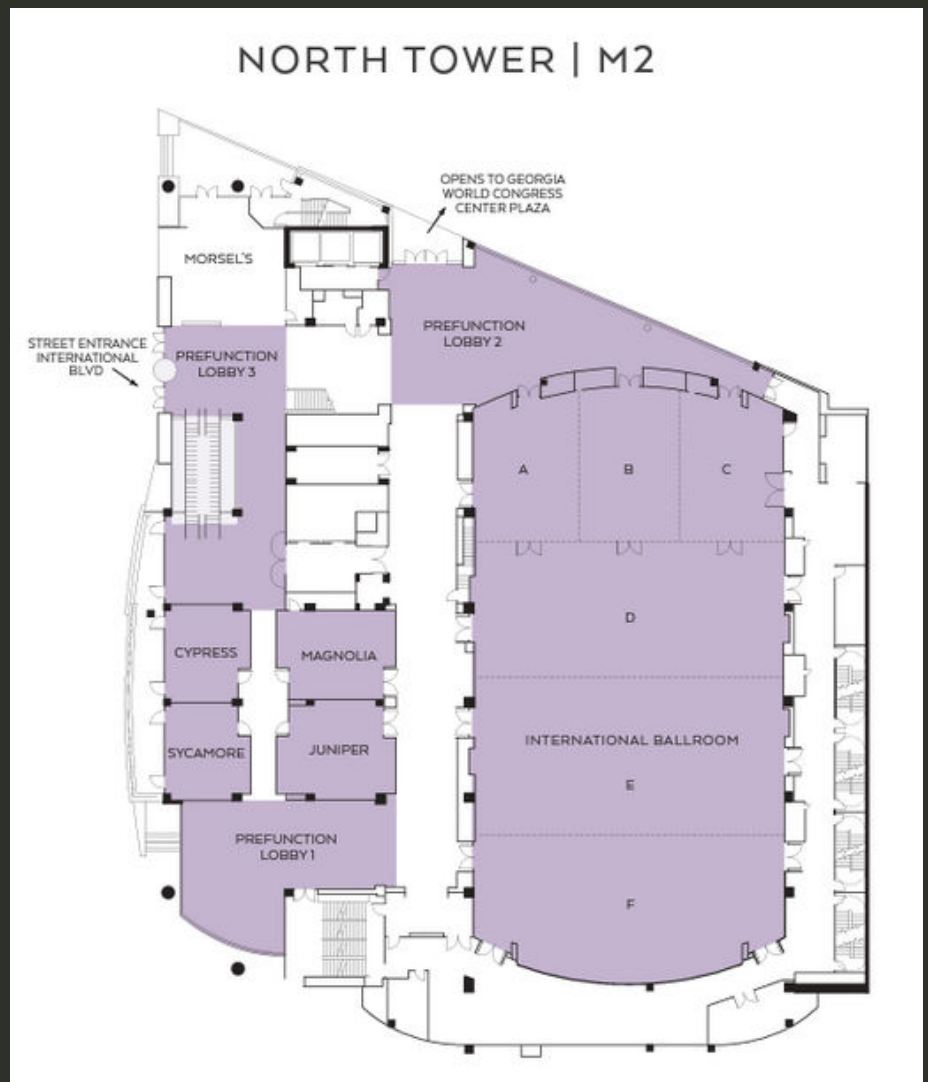 NORTH TOWER | M2
OPENS TO GEORGIA
WORLD CONGRESS
CENTER PLAZA
MORSEL'S
PREFUNCTION
LOBBY 2
STREET ENTRANCE
INTERNATIONAL
BLVD
PREFUNCTION
LOBBY 3
A
B
C
D
CYPRESS
MAGNOLIA
SYCAMORE
JUNIPER
INTERNATIONAL BALLROOM
E
PREFUNCTION
LOBBY 1
F